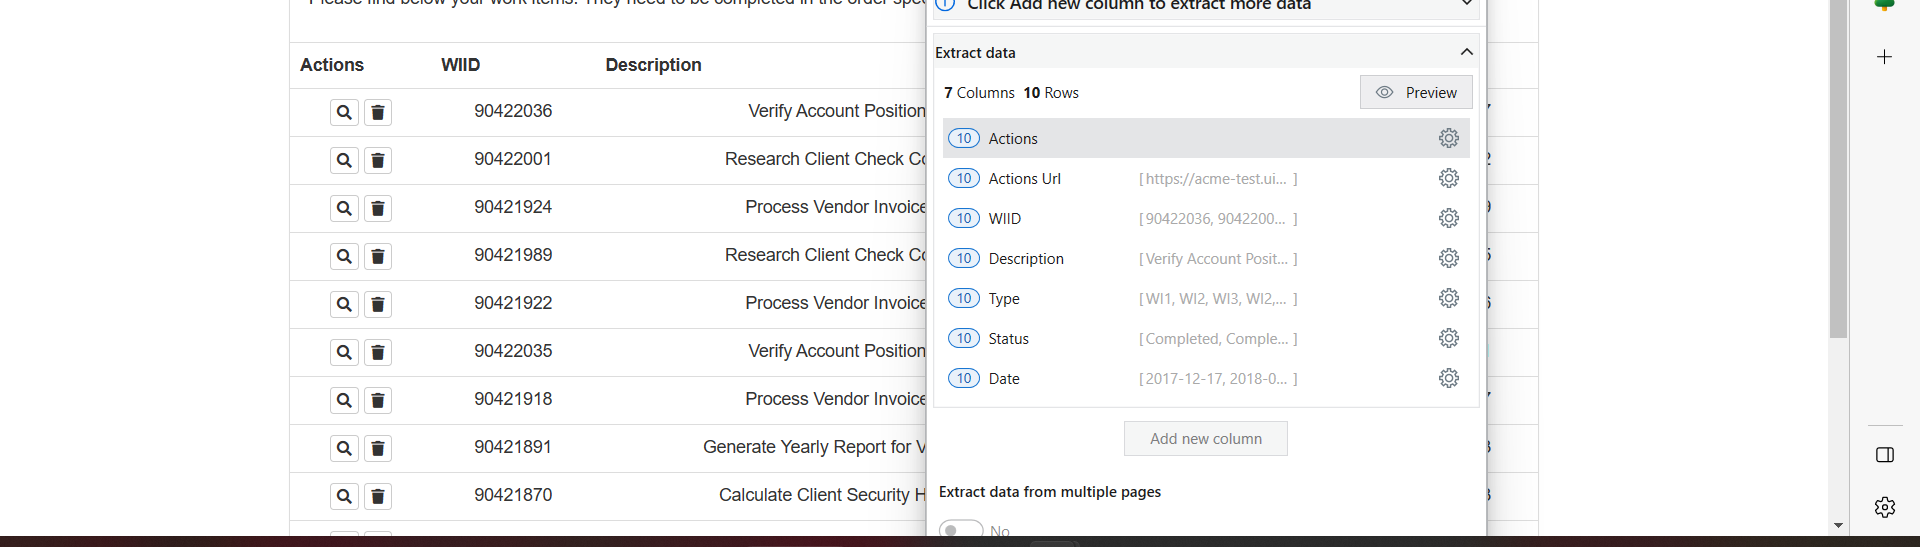 Please find below your work items. They need to be completed in the order spe
Actions WIID Description
90422036 Verify Account Position
90422001 Research Client Check Co
90421924 Process Vendor Invoice
90421989 Research Client Check Co
90421922 Process Vendor Invoice
90422035 Verify Account Position
90421918 Process Vendor Invoice
90421891 Generate Yearly Report for V
90421870 Calculate Client Security H
Click Add new column to extract more data
Extract data
7 Columns 10 Rows
Preview
10 Actions
10 Actions Url [https://acme-test.ui... ]
10 WIID [90422036, 9042200... ]
10 Description [Verify Account Posit... ]
10 Type [WI1, WI2, WI3, WI2,... ]
10 Status [Completed, Comple... ]
10 Date [2017-12-17, 2018-0... ]
Add new column
Extract data from multiple pages
No